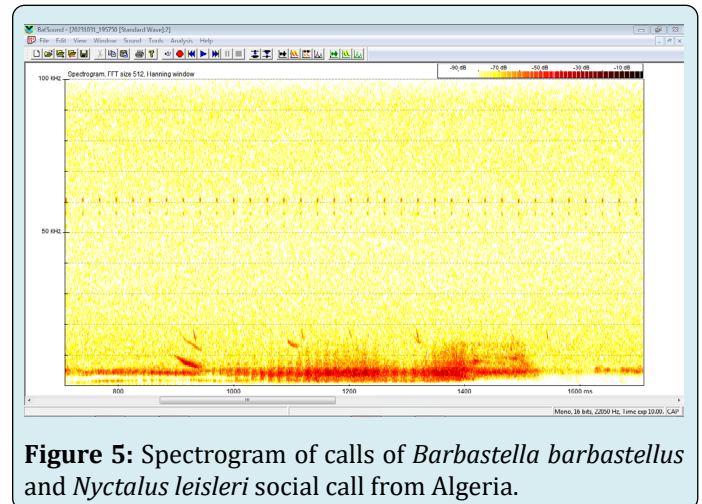 BatSound - [20231031_195750 [Standard Wave]:2]
File Edit View Window Sound Tools Analysis Help
Spectrogram, FFT size 512, Hanning window
-90 dB -70 dB -50 dB -30 dB -10 dB
100 kHz
50 kHz
800 1000 1200 1400 1600 ms
Mono, 16 bits, 22050 Hz, Time exp 10.00. CAP
Figure 5: Spectrogram of calls of Barbastella barbastellus
and Nyctalus leisleri social call from Algeria.